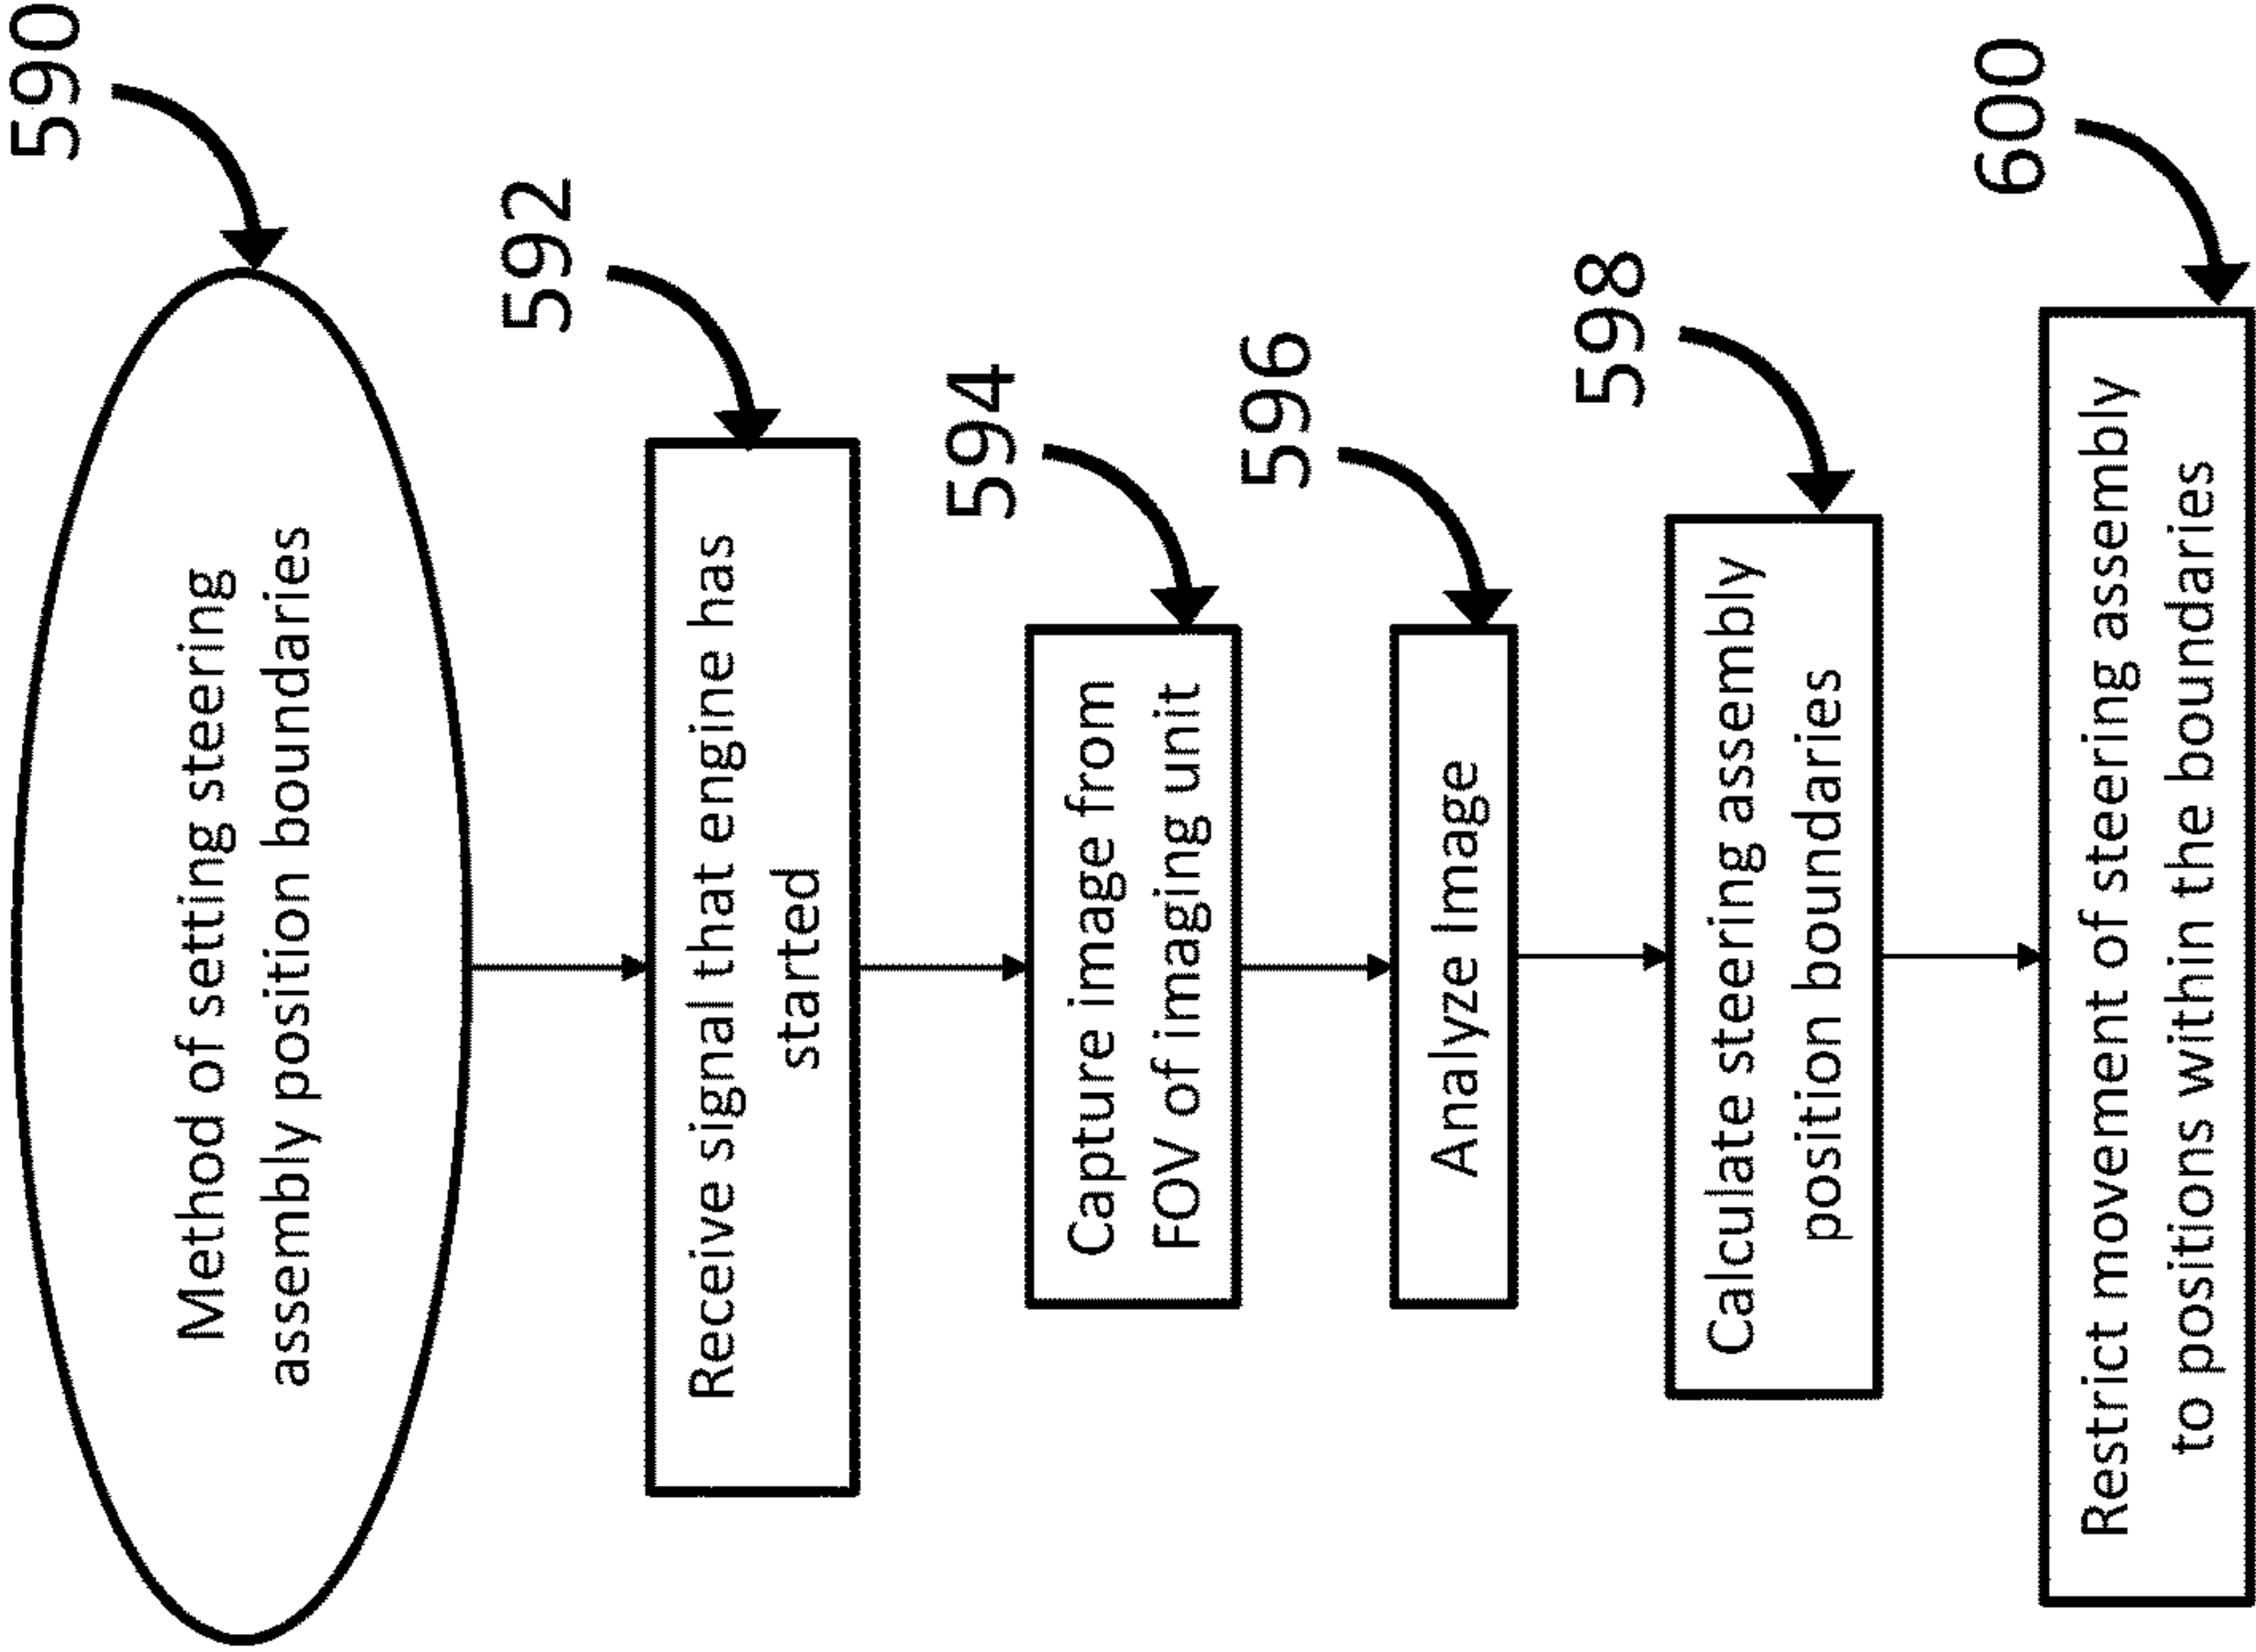 590
Method of setting steering
assembly position boundaries
592
Receive signal that engine has
started
594
Capture image from
FOV of imaging unit
596
Analyze Image
598
Calculate steering assembly
position boundaries
600
Restrict movement of steering assembly
to positions within the boundaries